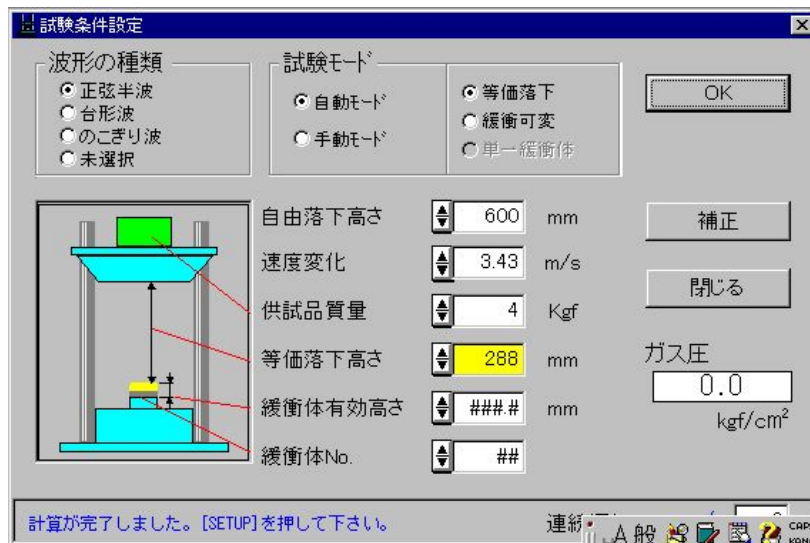 試験条件設定
波形の種類
正弦半波
台形波
のこぎり波
未選択
試験モード
自動モード
手動モード
等価落下
緩衝可変
単一緩衝体
OK
自由落下高さ 600 mm
速度変化 3.43 m/s
供試品質量 4 Kgf
等価落下高さ 288 mm
緩衝体有効高さ ###.# mm
緩衝体No. ##
補正
閉じる
ガス圧
0.0
kgf/cm²
計算が完了しました。[SETUP]を押して下さい。
連続
A 般
CAPS